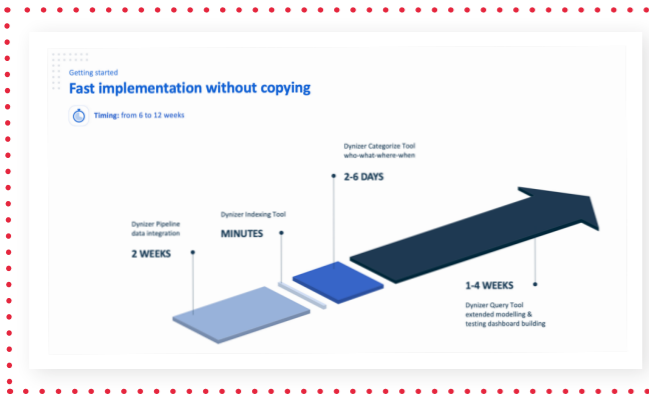 Getting started
Fast implementation without copying
Timing: from 6 to 12 weeks
Dynizer Categorize Tool
who-what-where-when
2-6 DAYS
Dynizer Indexing Tool
MINUTES
Dynizer Pipeline
data integration
2 WEEKS
1-4 WEEKS
Dynizer Query Tool
extended modelling &
testing dashboard building